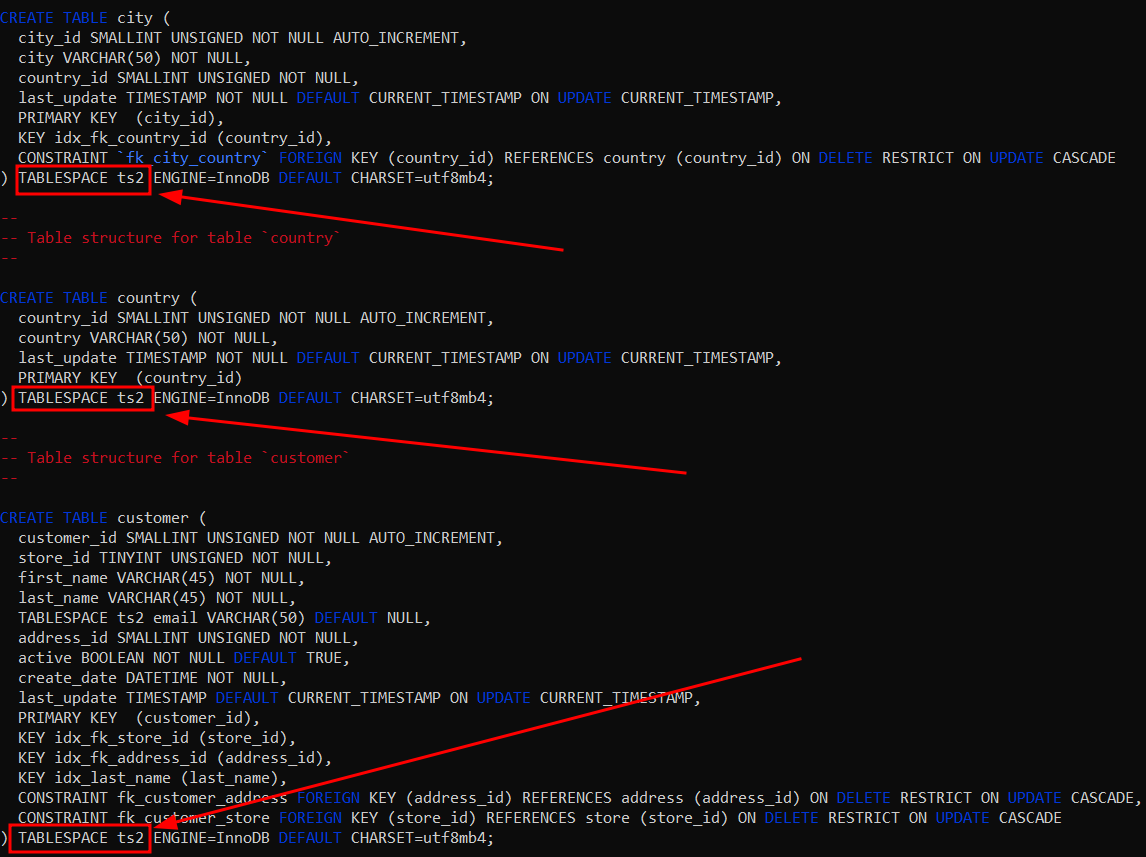 CREATE TABLE city (
  city_id SMALLINT UNSIGNED NOT NULL AUTO_INCREMENT,
  city VARCHAR(50) NOT NULL,
  country_id SMALLINT UNSIGNED NOT NULL,
  last_update TIMESTAMP NOT NULL DEFAULT CURRENT_TIMESTAMP ON UPDATE CURRENT_TIMESTAMP,
  PRIMARY KEY  (city_id),
  KEY idx_fk_country_id (country_id),
  CONSTRAINT `fk_city_country` FOREIGN KEY (country_id) REFERENCES country (country_id) ON DELETE RESTRICT ON UPDATE CASCADE
) TABLESPACE ts2 ENGINE=InnoDB DEFAULT CHARSET=utf8mb4;
--
-- Table structure for table `country`
--
CREATE TABLE country (
  country_id SMALLINT UNSIGNED NOT NULL AUTO_INCREMENT,
  country VARCHAR(50) NOT NULL,
  last_update TIMESTAMP NOT NULL DEFAULT CURRENT_TIMESTAMP ON UPDATE CURRENT_TIMESTAMP,
  PRIMARY KEY  (country_id)
) TABLESPACE ts2 ENGINE=InnoDB DEFAULT CHARSET=utf8mb4;
--
-- Table structure for table `customer`
--
CREATE TABLE customer (
  customer_id SMALLINT UNSIGNED NOT NULL AUTO_INCREMENT,
  store_id TINYINT UNSIGNED NOT NULL,
  first_name VARCHAR(45) NOT NULL,
  last_name VARCHAR(45) NOT NULL,
  TABLESPACE ts2 email VARCHAR(50) DEFAULT NULL,
  address_id SMALLINT UNSIGNED NOT NULL,
  active BOOLEAN NOT NULL DEFAULT TRUE,
  create_date DATETIME NOT NULL,
  last_update TIMESTAMP DEFAULT CURRENT_TIMESTAMP ON UPDATE CURRENT_TIMESTAMP,
  PRIMARY KEY  (customer_id),
  KEY idx_fk_store_id (store_id),
  KEY idx_fk_address_id (address_id),
  KEY idx_last_name (last_name),
  CONSTRAINT fk_customer_address FOREIGN KEY (address_id) REFERENCES address (address_id) ON DELETE RESTRICT ON UPDATE CASCADE,
  CONSTRAINT fk_customer_store FOREIGN KEY (store_id) REFERENCES store (store_id) ON DELETE RESTRICT ON UPDATE CASCADE
) TABLESPACE ts2 ENGINE=InnoDB DEFAULT CHARSET=utf8mb4;